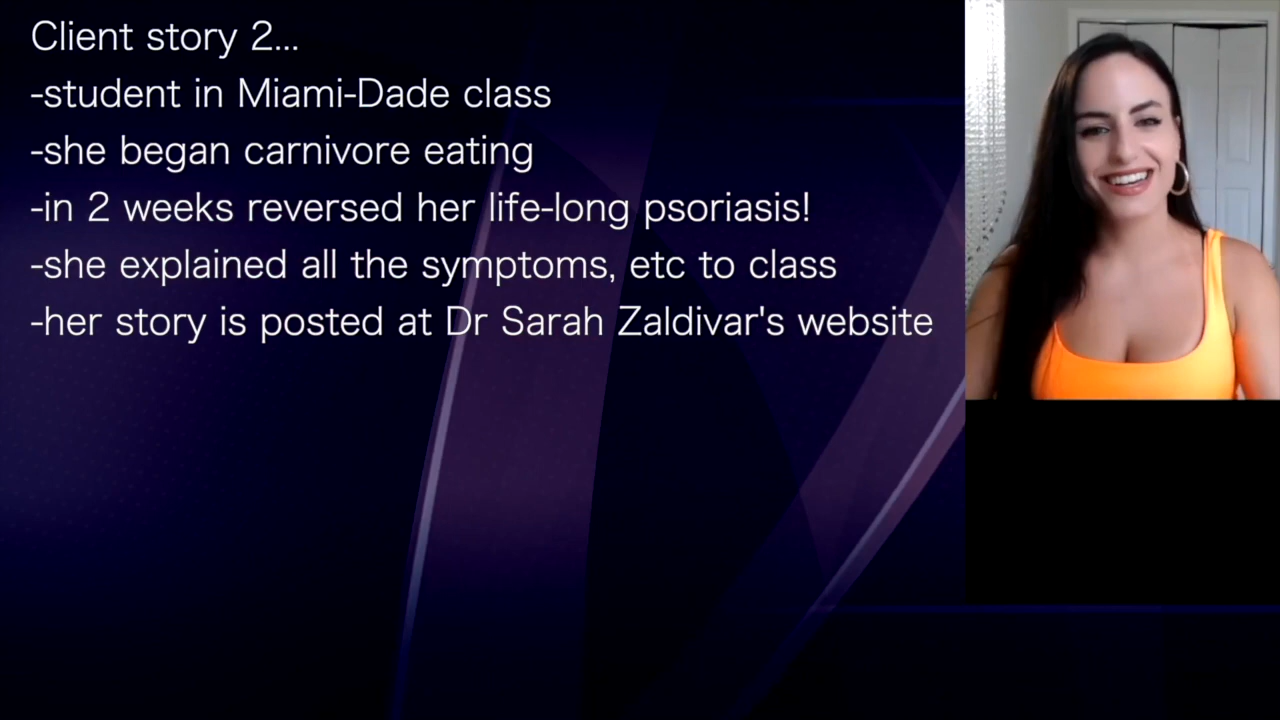 Client story 2...
-student in Miami-Dade class
-she began carnivore eating
-in 2 weeks reversed her life-long psoriasis!
-she explained all the symptoms, etc to class
-her story is posted at Dr Sarah Zaldivar's website